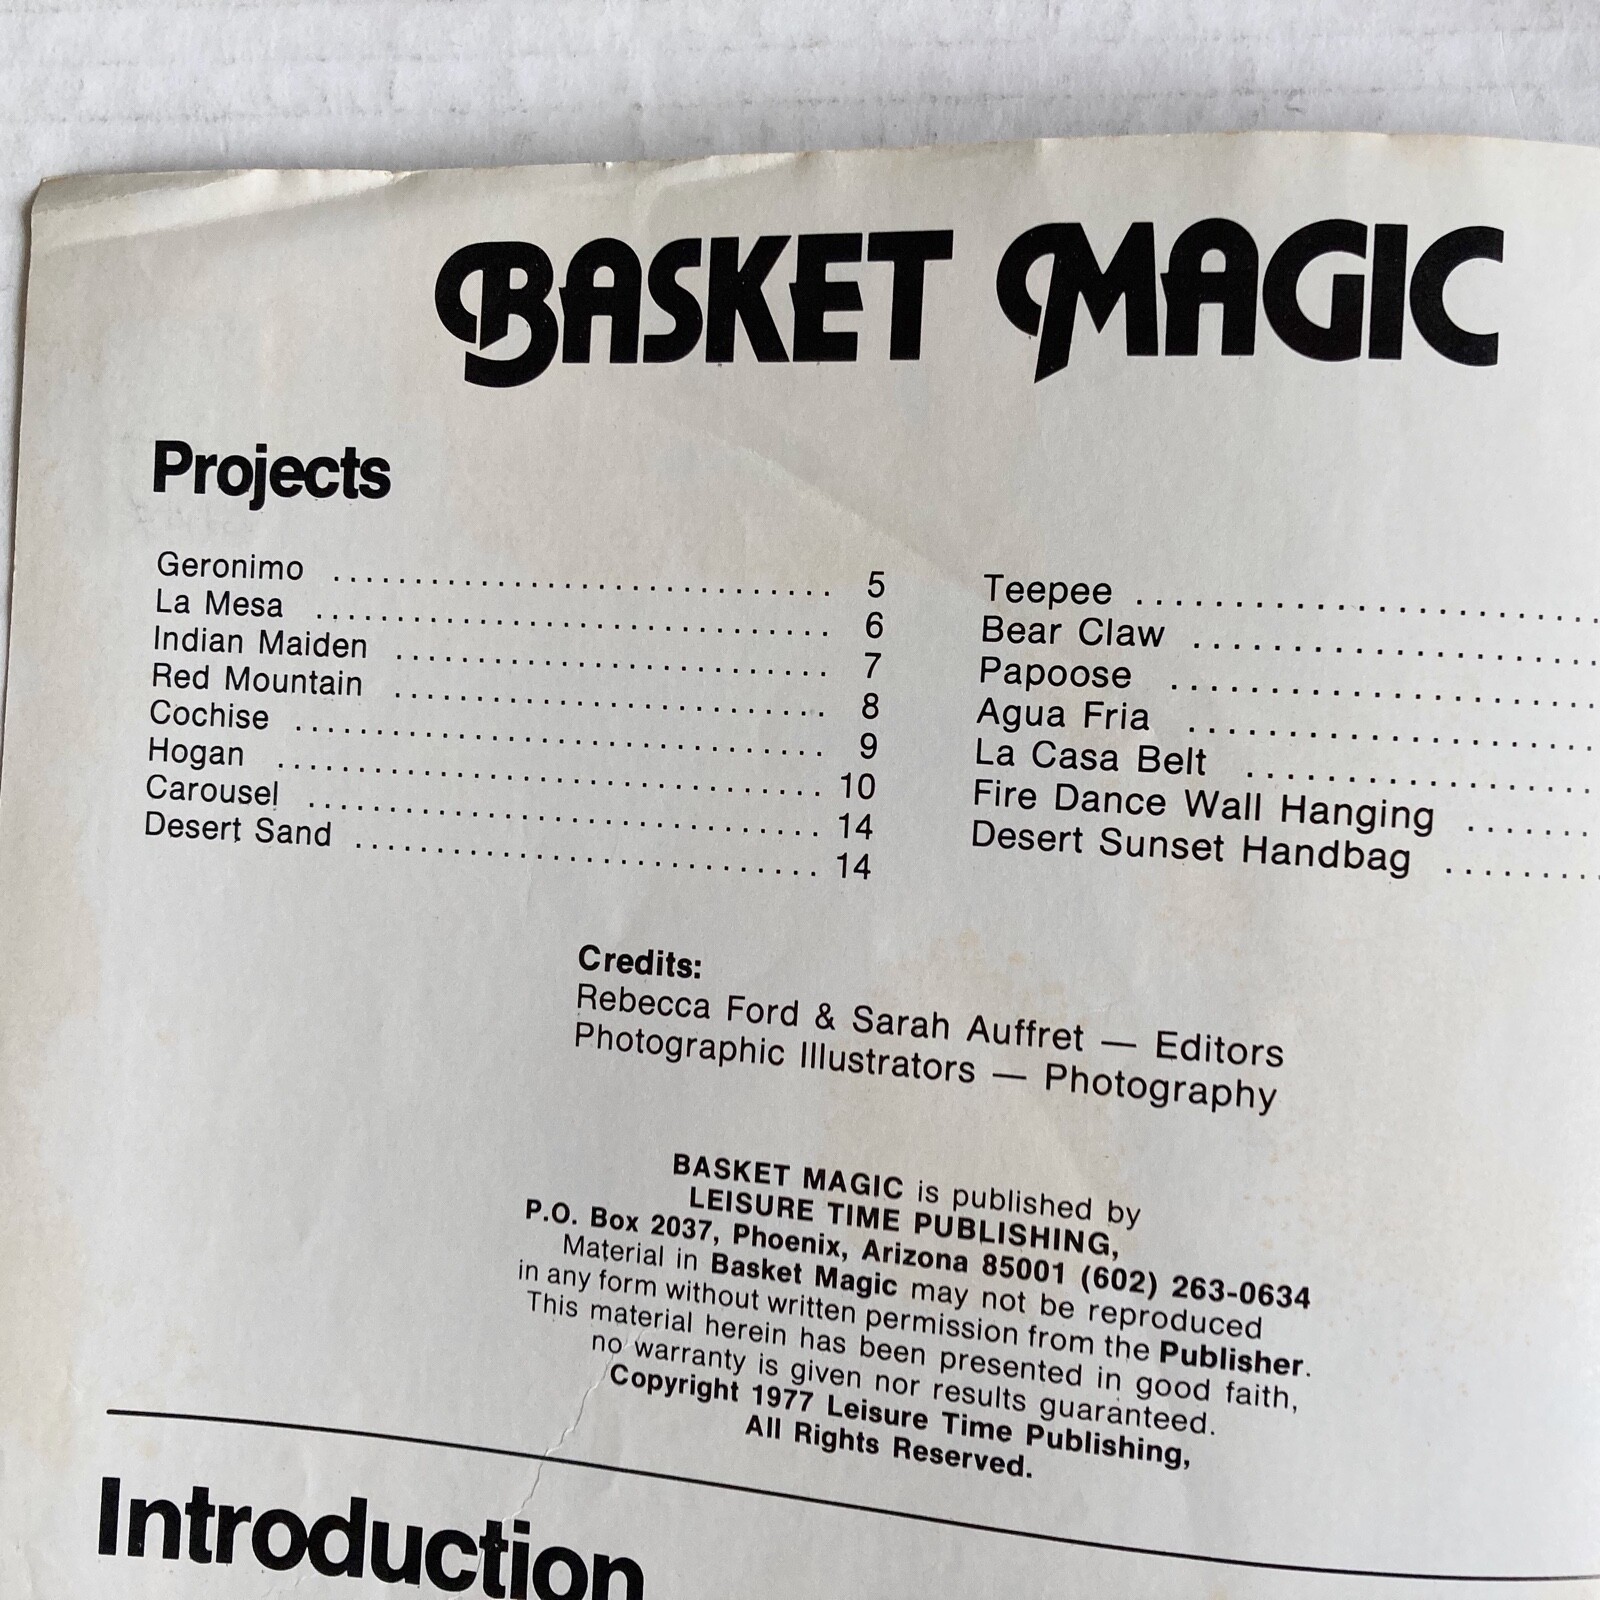 BASKET MAGIC
Projects
Geronimo .............................. 5
La Mesa .............................. 6
Indian Maiden .............................. 7
Red Mountain .............................. 8
Cochise .............................. 9
Hogan .............................. 10
Carousel .............................. 14
Desert Sand .............................. 14
Teepee ..............................
Bear Claw ..............................
Papoose ..............................
Agua Fria ..............................
La Casa Belt ..............................
Fire Dance Wall Hanging .......
Desert Sunset Handbag .........
Credits:
Rebecca Ford & Sarah Auffret — Editors
Photographic Illustrators — Photography
BASKET MAGIC is published by
LEISURE TIME PUBLISHING,
P.O. Box 2037, Phoenix, Arizona 85001 (602) 263-0634
Material in Basket Magic may not be reproduced
in any form without written permission from the Publisher.
This material herein has been presented in good faith,
no warranty is given nor results guaranteed.
Copyright 1977 Leisure Time Publishing,
All Rights Reserved.
Introduction